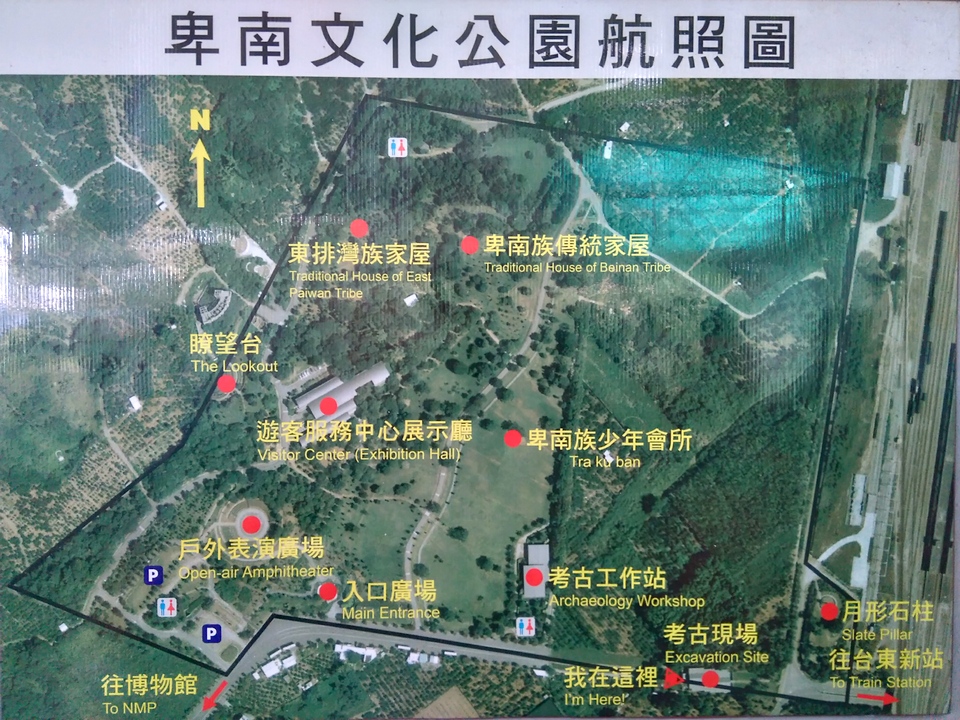 卑南文化公園航照圖
N
東排灣族家屋
Traditional House of East
Paiwan Tribe
卑南族傳統家屋
Traditional House of Beinan Tribe
瞭望台
The Lookout
遊客服務中心展示廳
Visitor Center (Exhibition Hall)
卑南族少年會所
Tra ku ban
戶外表演廣場
Open-air Amphitheater
P
入口廣場
Main Entrance
P
考古工作站
Archaeology Workshop
月形石柱
Slate Pillar
考古現場
Excavation Site
往台東新站
To Train Station
我在這裡
I'm Here!
往博物館
To NMP